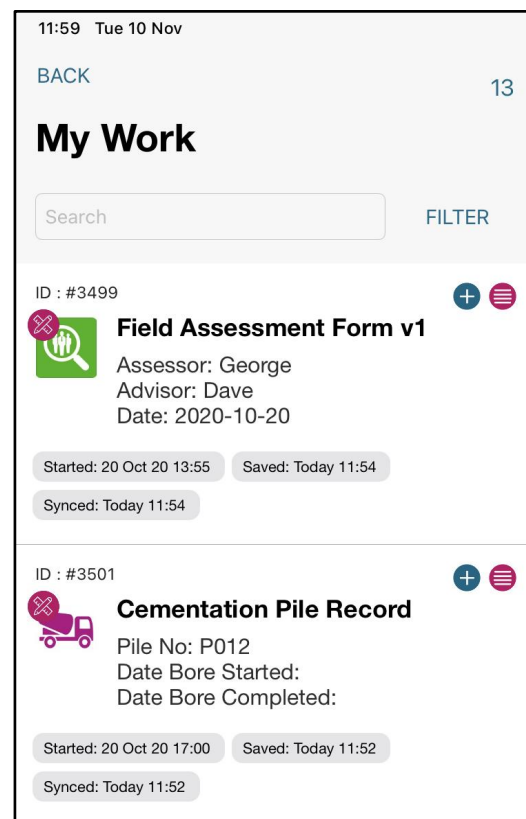 11:59 Tue 10 Nov
BACK
13
My Work
Search
FILTER
ID : #3499
Field Assessment Form v1
Assessor: George
Advisor: Dave
Date: 2020-10-20
Started: 20 Oct 20 13:55 Saved: Today 11:54
Synced: Today 11:54
ID : #3501
Cementation Pile Record
Pile No: P012
Date Bore Started:
Date Bore Completed:
Started: 20 Oct 20 17:00 Saved: Today 11:52
Synced: Today 11:52